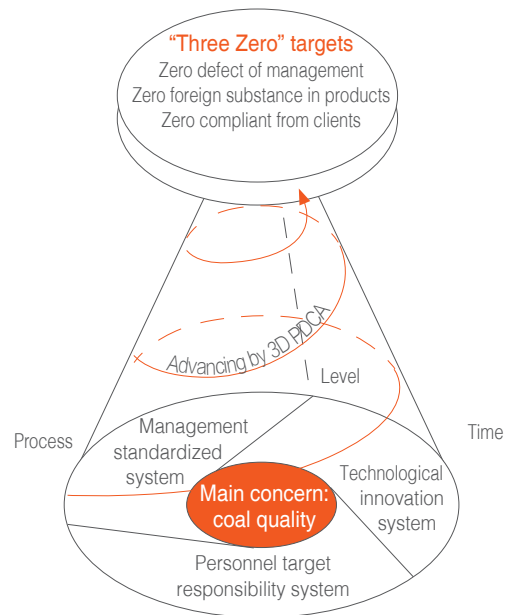 “Three Zero” targets
Zero defect of management
Zero foreign substance in products
Zero compliant from clients
Advancing by 3D PDCA
Level
Process
Time
Management
standardized
system
Technological
innovation
system
Main concern:
coal quality
Personnel target
responsibility system